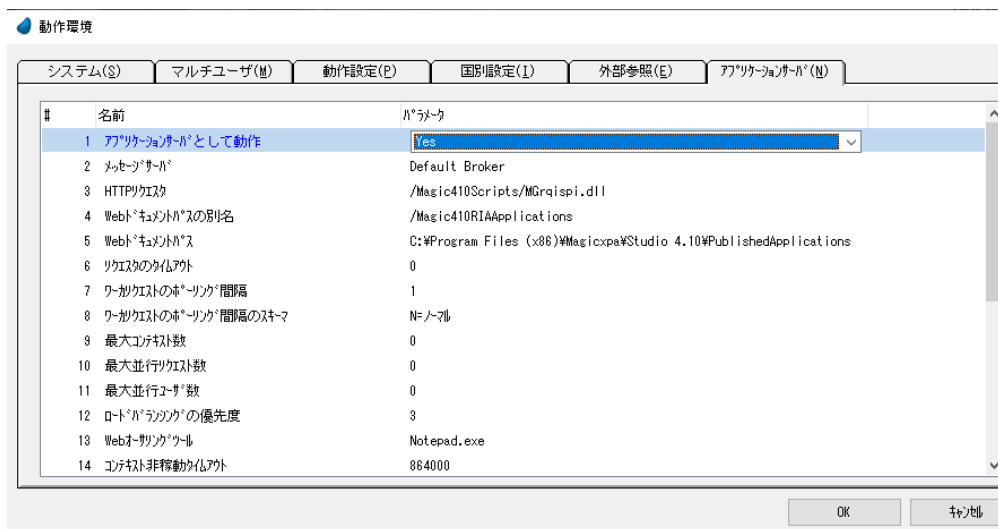 動作環境
システム(S) マルチユーザ(M) 動作設定(P) 国別設定(I) 外部参照(E) ｱﾌﾟﾘｹｰｼｮﾝｻｰﾊﾞ(N)
# 名前 ﾊﾟﾗﾒｰﾀ
1 ｱﾌﾟﾘｹｰｼｮﾝｻｰﾊﾞとして動作 Yes
2 ﾒｯｾｰｼﾞｻｰﾊﾞ Default Broker
3 HTTPﾘｸｴｽﾀ /Magic410Scripts/MGrqispi.dll
4 Webﾄﾞｷｭﾒﾝﾄﾊﾟｽの別名 /Magic410RIAApplications
5 Webﾄﾞｷｭﾒﾝﾄﾊﾟｽ C:¥Program Files (x86)¥Magicxpa¥Studio 4.10¥PublishedApplications
6 ﾘｸｴｽﾀのﾀｲﾑｱｳﾄ 0
7 ﾜｰｶﾘｸｴｽﾄのﾎﾟｰﾘﾝｸﾞ間隔 1
8 ﾜｰｶﾘｸｴｽﾄのﾎﾟｰﾘﾝｸﾞ間隔のｽｷｰﾏ N=ﾉｰﾏﾙ
9 最大ｺﾝﾃｷｽﾄ数 0
10 最大並行ﾘｸｴｽﾄ数 0
11 最大並行ﾕｰｻﾞ数 0
12 ﾛｰﾄﾞﾊﾞﾗﾝｼﾝｸﾞの優先度 3
13 Webｵｰｻﾘﾝｸﾞﾂｰﾙ Notepad.exe
14 ｺﾝﾃｷｽﾄ非稼動ﾀｲﾑｱｳﾄ 864000
OK ｷｬﾝｾﾙ